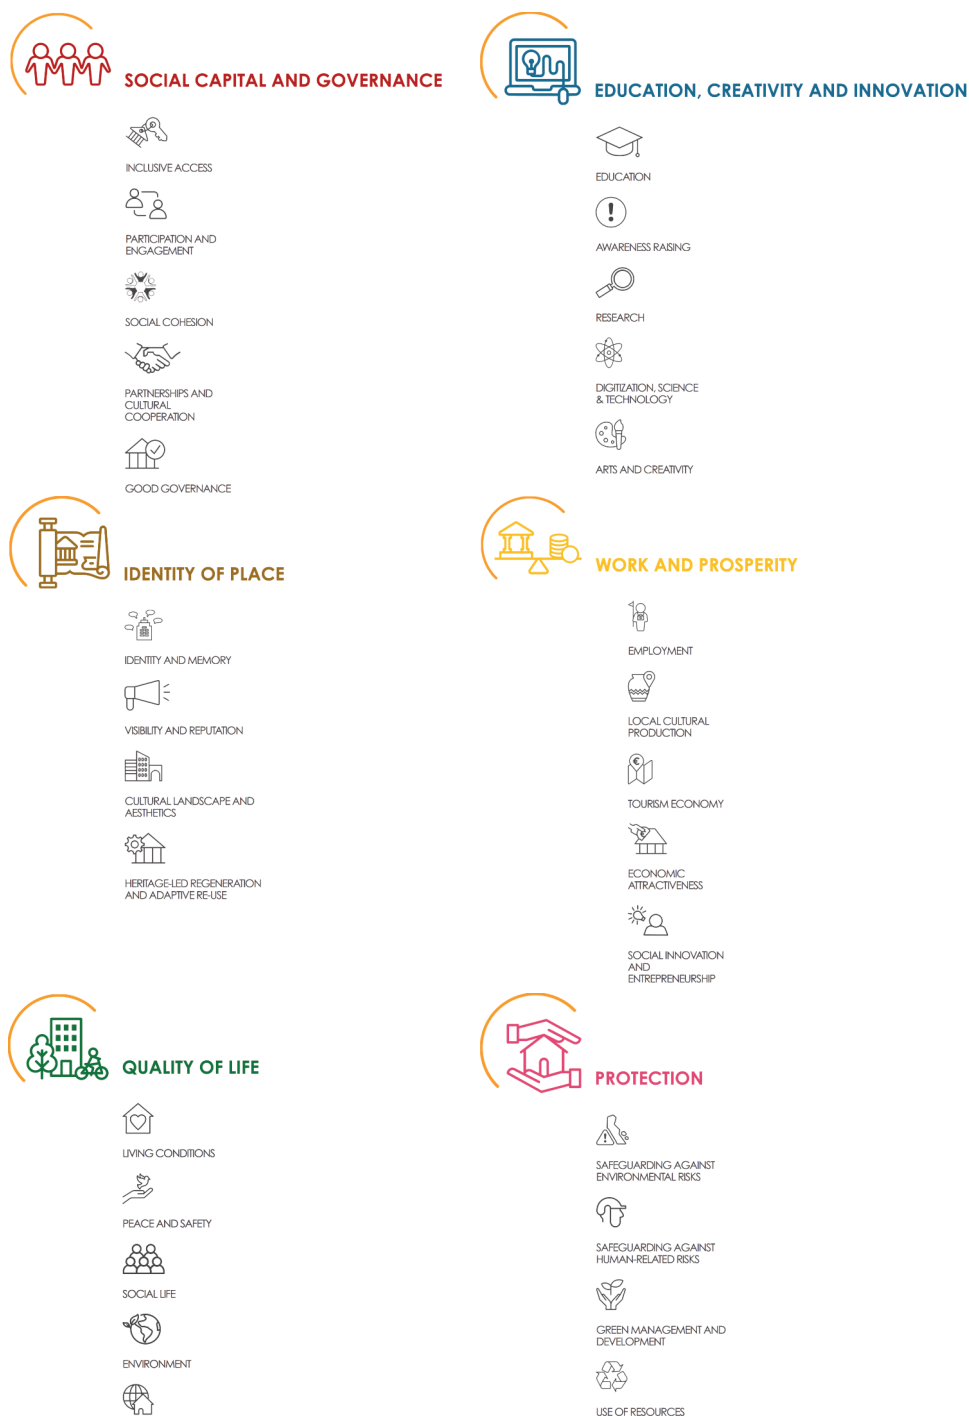 SOCIAL CAPITAL AND GOVERNANCE
INCLUSIVE ACCESS
PARTICIPATION AND
ENGAGEMENT
SOCIAL COHESION
PARTNERSHIPS AND
CULTURAL
COOPERATION
GOOD GOVERNANCE
EDUCATION, CREATIVITY AND INNOVATION
EDUCATION
AWARENESS RAISING
RESEARCH
DIGITIZATION, SCIENCE
& TECHNOLOGY
ARTS AND CREATIVITY
IDENTITY OF PLACE
IDENTITY AND MEMORY
VISIBILITY AND REPUTATION
CULTURAL LANDSCAPE AND
AESTHETICS
HERITAGE-LED REGENERATION
AND ADAPTIVE RE-USE
WORK AND PROSPERITY
EMPLOYMENT
LOCAL CULTURAL
PRODUCTION
TOURISM ECONOMY
ECONOMIC
ATTRACTIVENESS
SOCIAL INNOVATION
AND
ENTREPRENEURSHIP
QUALITY OF LIFE
LIVING CONDITIONS
PEACE AND SAFETY
SOCIAL LIFE
ENVIRONMENT
PROTECTION
SAFEGUARDING AGAINST
ENVIRONMENTAL RISKS
SAFEGUARDING AGAINST
HUMAN-RELATED RISKS
GREEN MANAGEMENT AND
DEVELOPMENT
USE OF RESOURCES